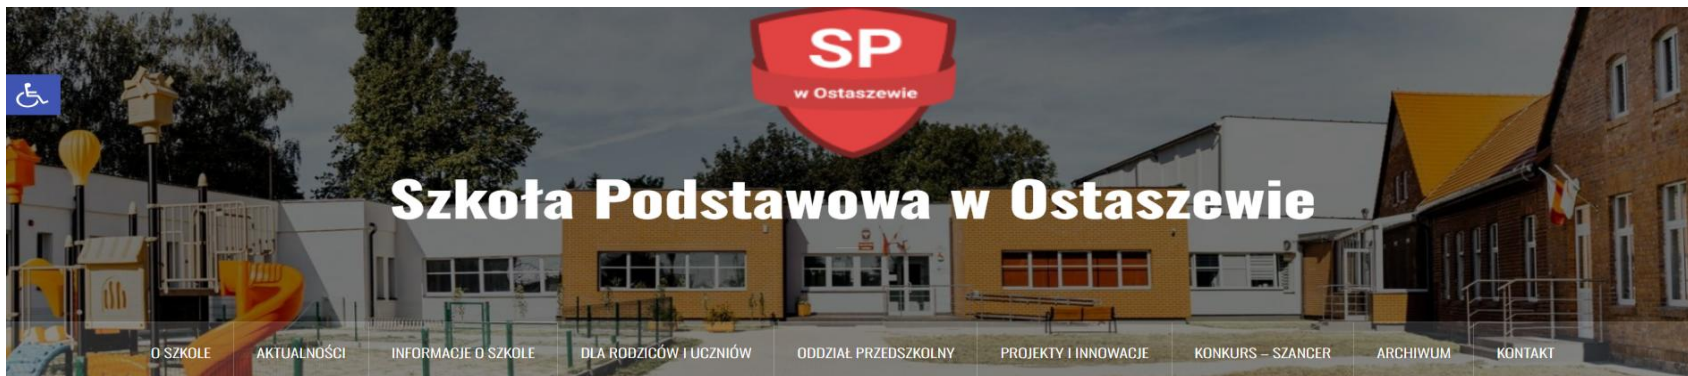 SP
w Ostaszewie
Szkoła Podstawowa w Ostaszewie
O SZKOLE
AKTUALNOŚCI
INFORMACJE O SZKOLE
DLA RODZICÓW I UCZNIÓW
ODDZIAŁ PRZEDSZKOLNY
PROJEKTY I INNOWACJE
KONKURS – SZANCER
ARCHIWUM
KONTAKT